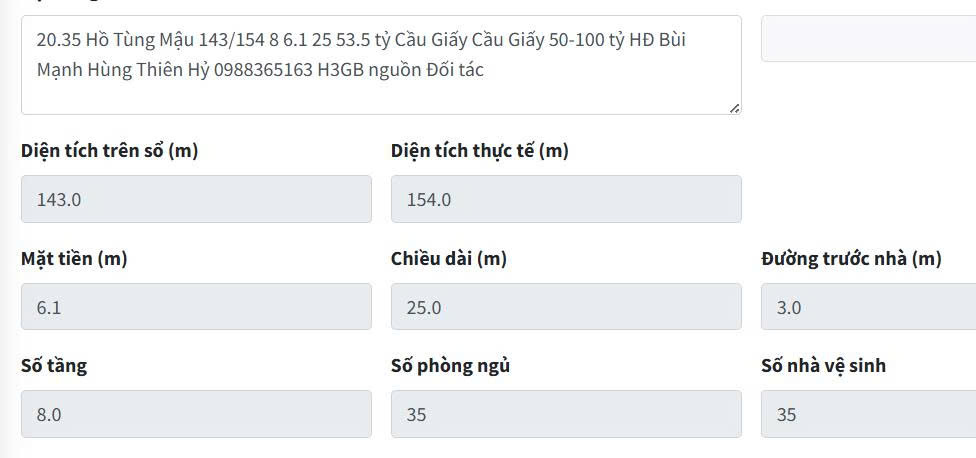 20.35 Hồ Tùng Mậu 143/154 8 6.1 25 53.5 tỷ Cầu Giấy Cầu Giấy 50-100 tỷ HĐ Bùi
Mạnh Hùng Thiên Hỷ 0988365163 H3GB nguồn Đối tác
Diện tích trên sổ (m) Diện tích thực tế (m)
143.0 154.0
Mặt tiền (m) Chiều dài (m) Đường trước nhà (m)
6.1 25.0 3.0
Số tầng Số phòng ngủ Số nhà vệ sinh
8.0 35 35